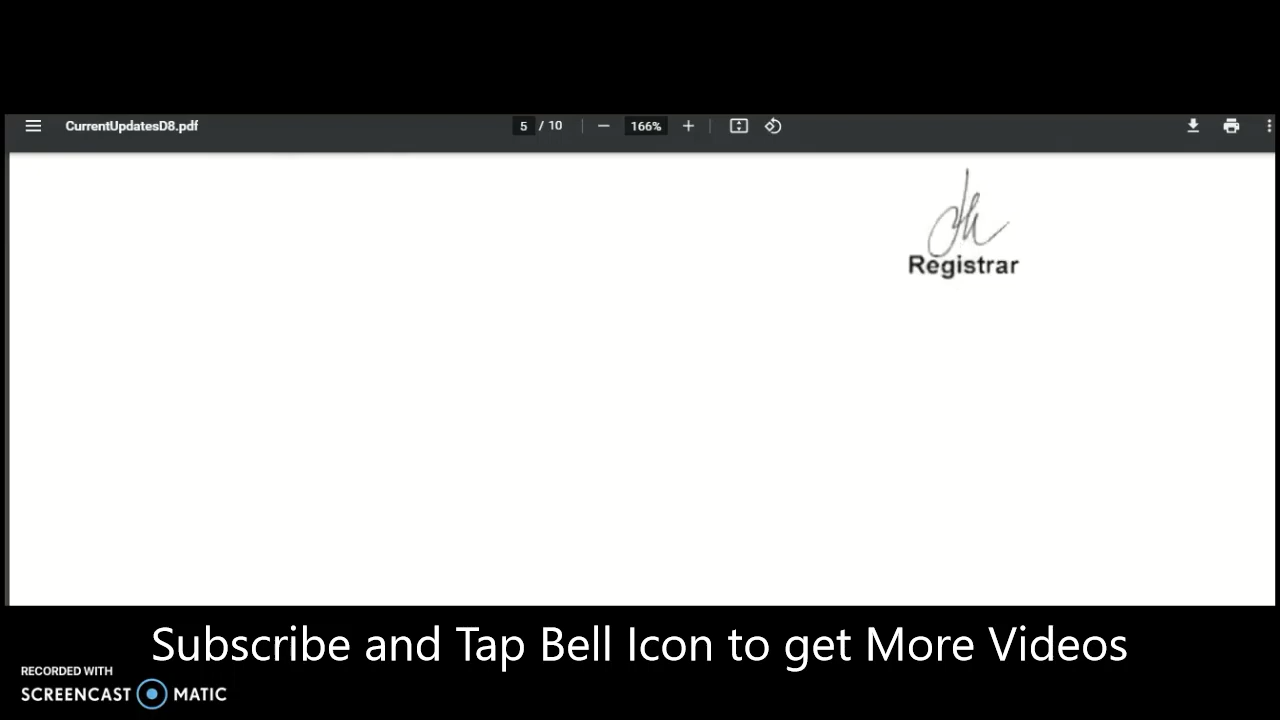 CurrentUpdatesD8.pdf 5 / 10 166%
Registrar
Subscribe and Tap Bell Icon to get More Videos
RECORDED WITH
SCREENCAST MATIC